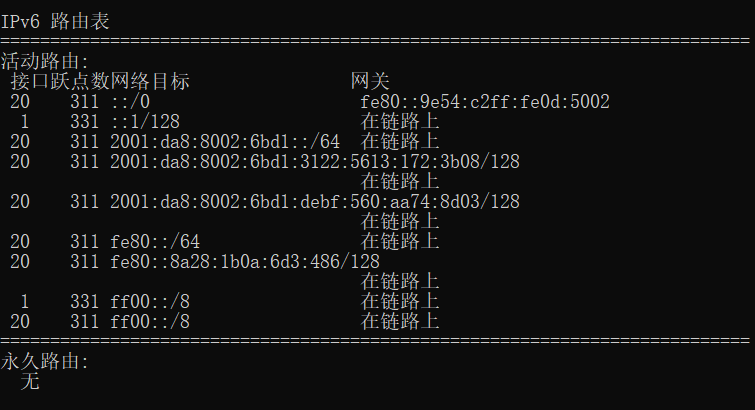 IPv6 路由表
===========================================================================
活动路由:
 接口跃点数网络目标                网关
 20    311 ::/0                     fe80::9e54:c2ff:fe0d:5002
  1    331 ::1/128                  在链路上
 20    311 2001:da8:8002:6bd1::/64  在链路上
 20    311 2001:da8:8002:6bd1:3122:5613:172:3b08/128
                                    在链路上
 20    311 2001:da8:8002:6bd1:debf:560:aa74:8d03/128
                                    在链路上
 20    311 fe80::/64                在链路上
 20    311 fe80::8a28:1b0a:6d3:486/128
                                    在链路上
  1    331 ff00::/8                 在链路上
 20    311 ff00::/8                 在链路上
===========================================================================
永久路由:
  无